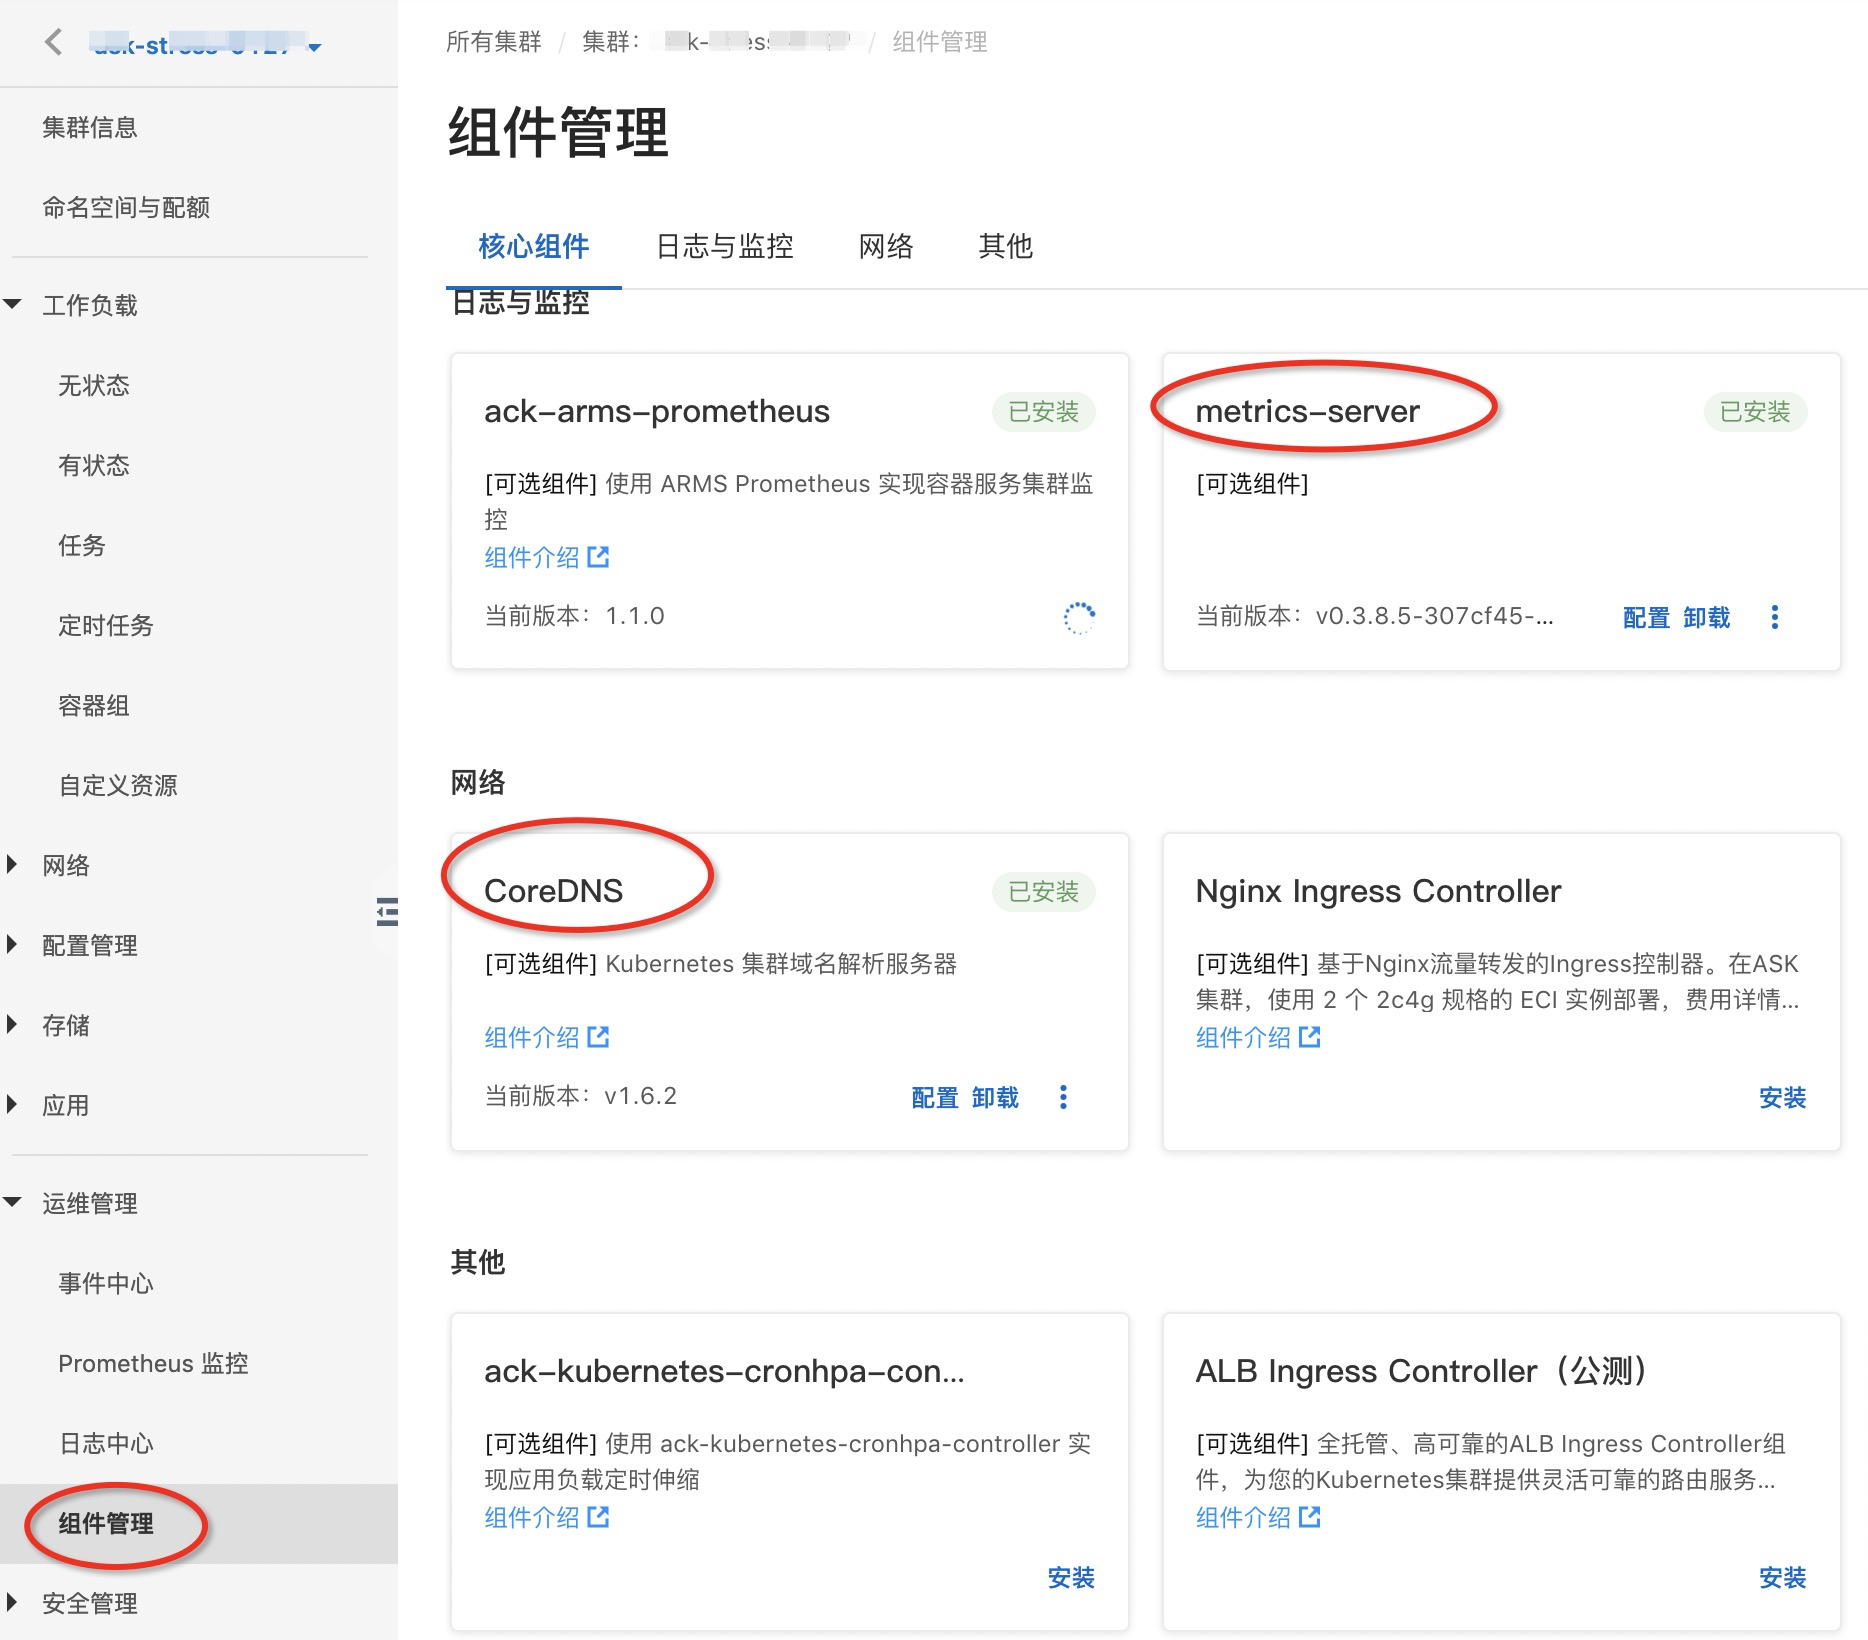 集群信息
命名空间与配额
工作负载
无状态
有状态
任务
定时任务
容器组
自定义资源
网络
配置管理
存储
应用
运维管理
事件中心
Prometheus 监控
日志中心
组件管理
安全管理
所有集群 / 集群： / 组件管理
组件管理
核心组件 日志与监控 网络 其他
日志与监控
ack-arms-prometheus 已安装
[可选组件] 使用 ARMS Prometheus 实现容器服务集群监
控
组件介绍
当前版本：1.1.0
metrics-server 已安装
[可选组件]
当前版本：v0.3.8.5-307cf45-... 配置 卸载
网络
CoreDNS 已安装
[可选组件] Kubernetes 集群域名解析服务器
组件介绍
当前版本：v1.6.2 配置 卸载
Nginx Ingress Controller
[可选组件] 基于Nginx流量转发的Ingress控制器。在ASK
集群，使用 2 个 2c4g 规格的 ECI 实例部署，费用详情...
组件介绍
安装
其他
ack-kubernetes-cronhpa-con...
[可选组件] 使用 ack-kubernetes-cronhpa-controller 实
现应用负载定时伸缩
组件介绍
安装
ALB Ingress Controller（公测）
[可选组件] 全托管、高可靠的ALB Ingress Controller组
件，为您的Kubernetes集群提供灵活可靠的路由服务...
组件介绍
安装